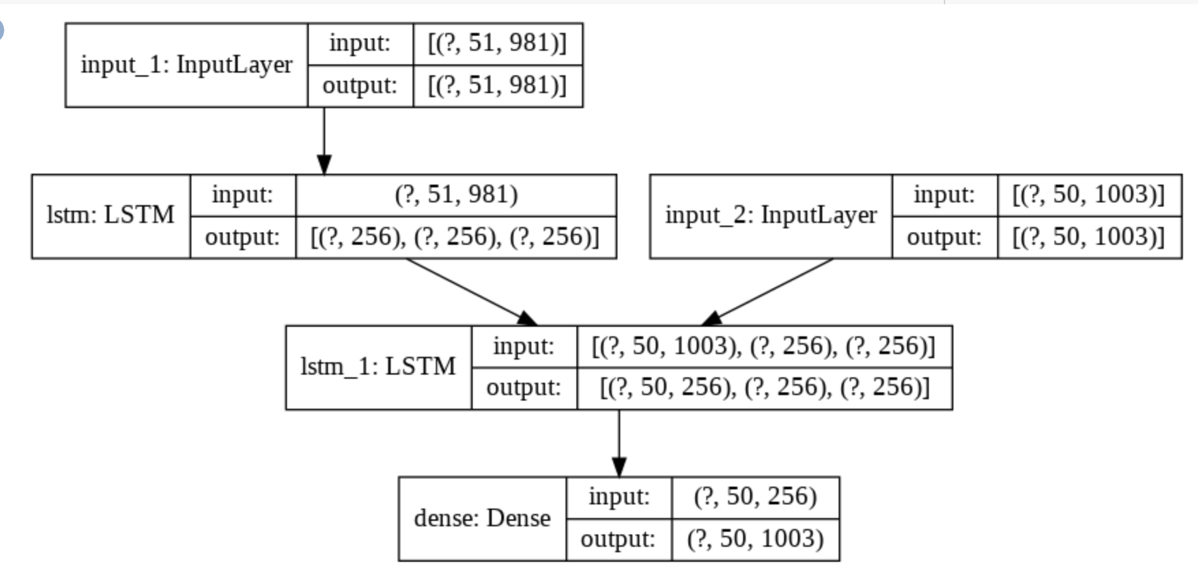 input_1: InputLayer
input: [(?, 51, 981)]
output: [(?, 51, 981)]
lstm: LSTM
input: (?, 51, 981)
output: [(?, 256), (?, 256), (?, 256)]
input_2: InputLayer
input: [(?, 50, 1003)]
output: [(?, 50, 1003)]
lstm_1: LSTM
input: [(?, 50, 1003), (?, 256), (?, 256)]
output: [(?, 50, 256), (?, 256), (?, 256)]
dense: Dense
input: (?, 50, 256)
output: (?, 50, 1003)